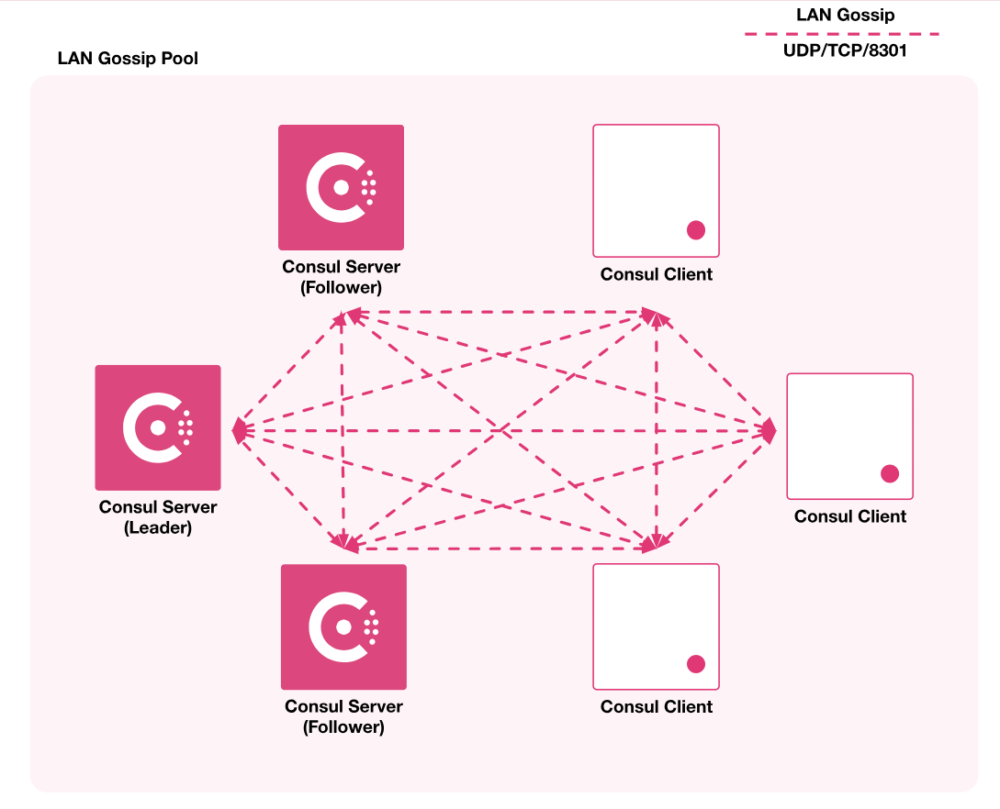 LAN Gossip
UDP/TCP/8301
LAN Gossip Pool
Consul Server
(Follower)
Consul Client
Consul Server
(Leader)
Consul Client
Consul Server
(Follower)
Consul Client